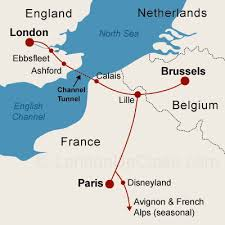 England
Netherlands
London
North Sea
Ebbsfleet
Ashford
Calais
Brussels
Channel
Tunnel
Lille
English
Channel
Belgium
France
Paris
Disneyland
Avignon & French
Alps (seasonal)